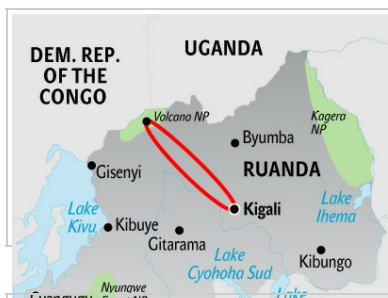 UGANDA
DEM. REP.
OF THE
CONGO
Volcano NP
Kagera
NP
Byumba
Gisenyi
RUANDA
Lake
Kivu
Kibuye
Kigali
Lake
Ihema
Gitarama
Lake
Cyohoha Sud
Kibungo
Nyungwe
Lake